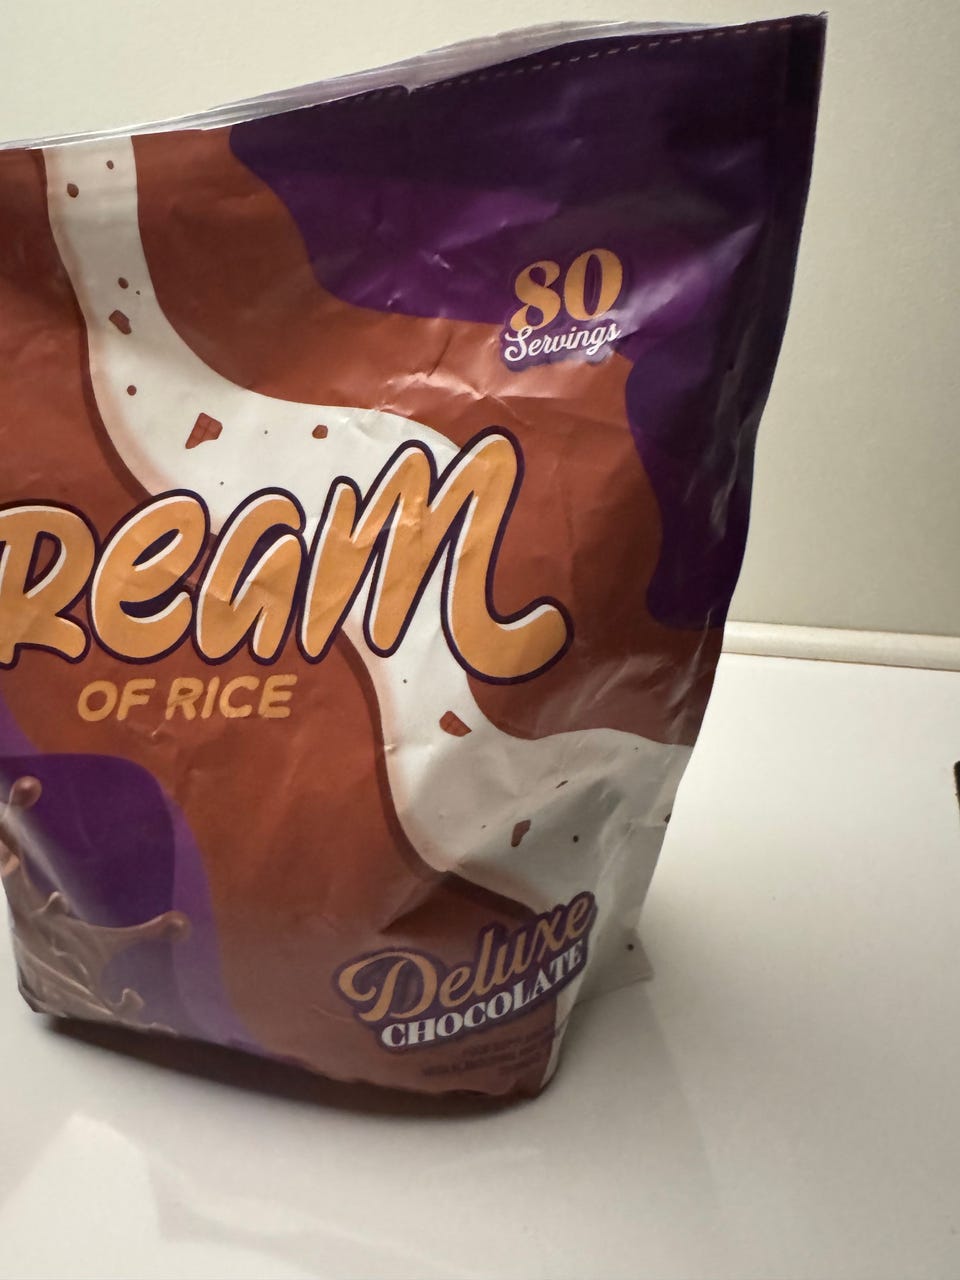 80
Servings
ReaM
OF RICE
Deluxe
CHOCOLATE